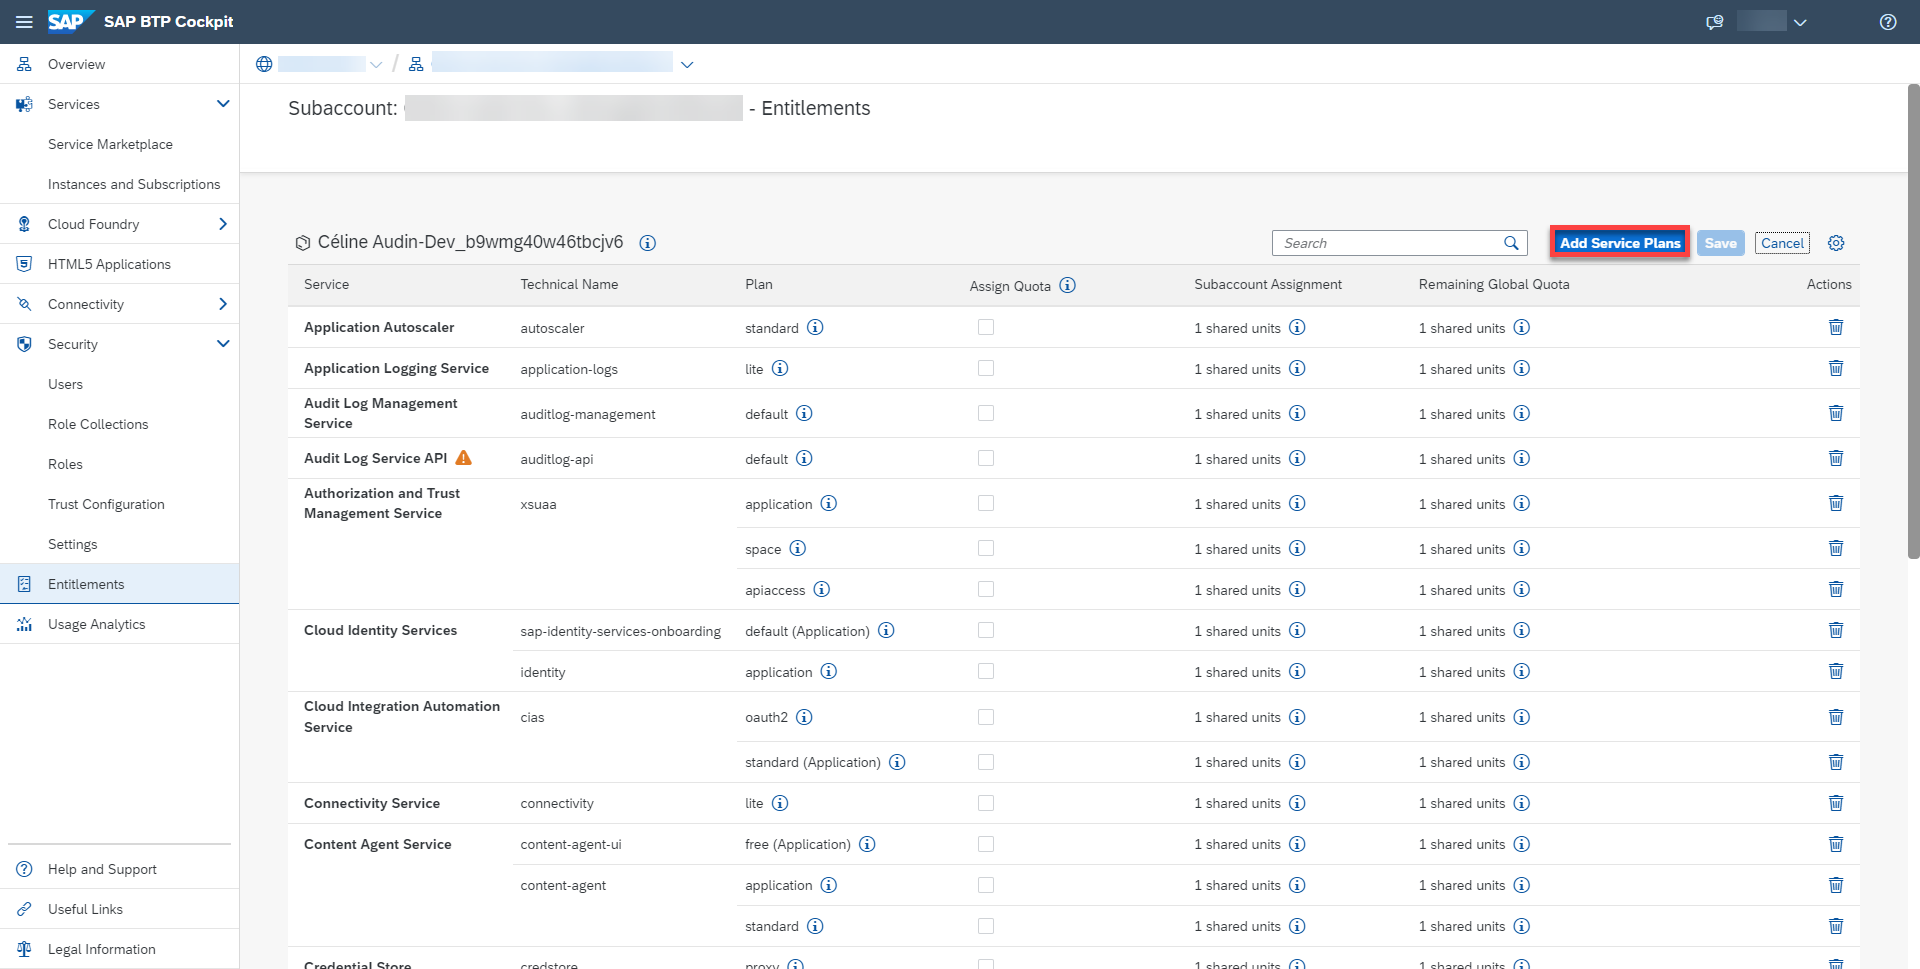 SAP SAP BTP Cockpit
Overview
Services
Service Marketplace
Instances and Subscriptions
Cloud Foundry
HTML5 Applications
Connectivity
Security
Users
Role Collections
Roles
Trust Configuration
Settings
Entitlements
Usage Analytics
Help and Support
Useful Links
Legal Information
/
Subaccount: - Entitlements
Céline Audin-Dev_b9wmg40w46tbcjv6
Search
Add Service Plans
Save
Cancel
Service Technical Name Plan Assign Quota Subaccount Assignment Remaining Global Quota Actions
Application Autoscaler autoscaler standard 1 shared units 1 shared units
Application Logging Service application-logs lite 1 shared units 1 shared units
Audit Log Management
Service auditlog-management default 1 shared units 1 shared units
Audit Log Service API auditlog-api default 1 shared units 1 shared units
Authorization and Trust
Management Service xsuaa application 1 shared units 1 shared units
space 1 shared units 1 shared units
apiaccess 1 shared units 1 shared units
Cloud Identity Services sap-identity-services-onboarding default (Application) 1 shared units 1 shared units
identity application 1 shared units 1 shared units
Cloud Integration Automation
Service cias oauth2 1 shared units 1 shared units
standard (Application) 1 shared units 1 shared units
Connectivity Service connectivity lite 1 shared units 1 shared units
Content Agent Service content-agent-ui free (Application) 1 shared units 1 shared units
content-agent application 1 shared units 1 shared units
standard 1 shared units 1 shared units
Credential Store credstore proxy 1 shared units 1 shared units